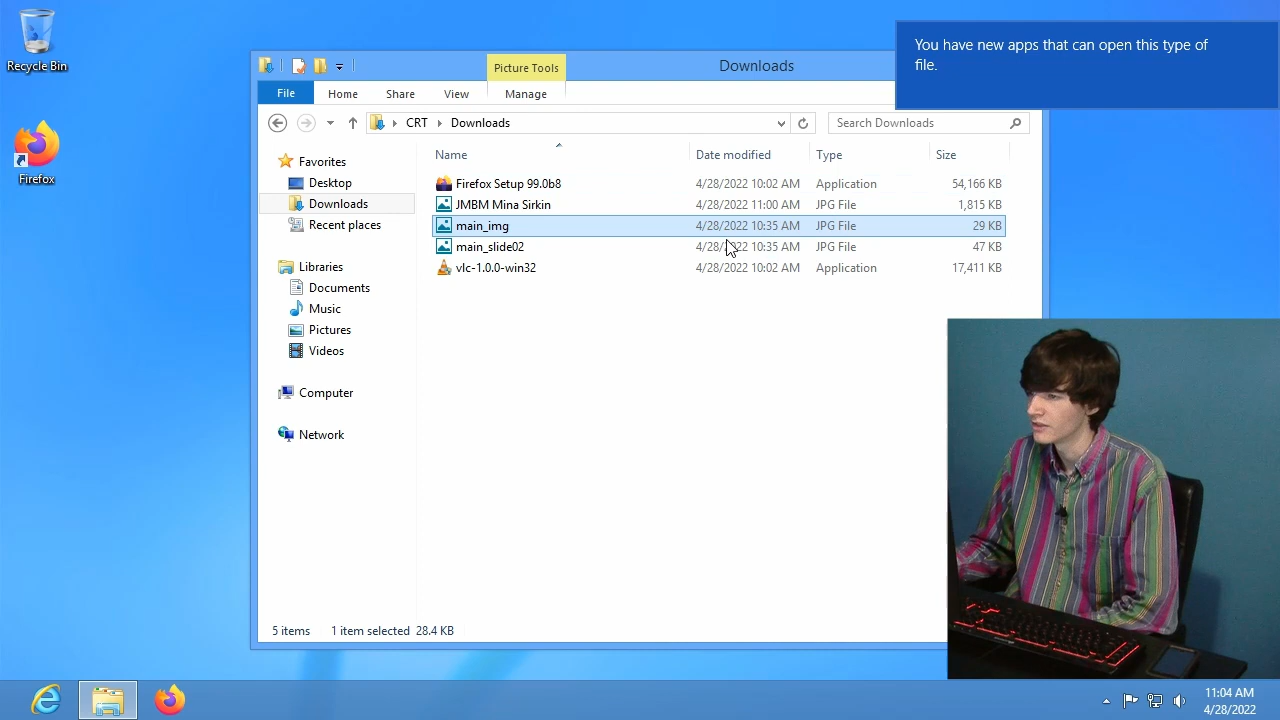 Recycle Bin
Firefox
You have new apps that can open this type of
file.
Picture Tools
Downloads
File
Home
Share
View
Manage
CRT
Downloads
Search Downloads
Name
Date modified
Type
Size
Favorites
Desktop
Downloads
Recent places
Libraries
Documents
Music
Pictures
Videos
Computer
Network
Firefox Setup 99.0b8 4/28/2022 10:02 AM Application 54,166 KB
JMBM Mina Sirkin 4/28/2022 11:00 AM JPG File 1,815 KB
main_img 4/28/2022 10:35 AM JPG File 29 KB
main_slide02 4/28/2022 10:35 AM JPG File 47 KB
vlc-1.0.0-win32 4/28/2022 10:02 AM Application 17,411 KB
5 items 1 item selected 28.4 KB
11:04 AM
4/28/2022